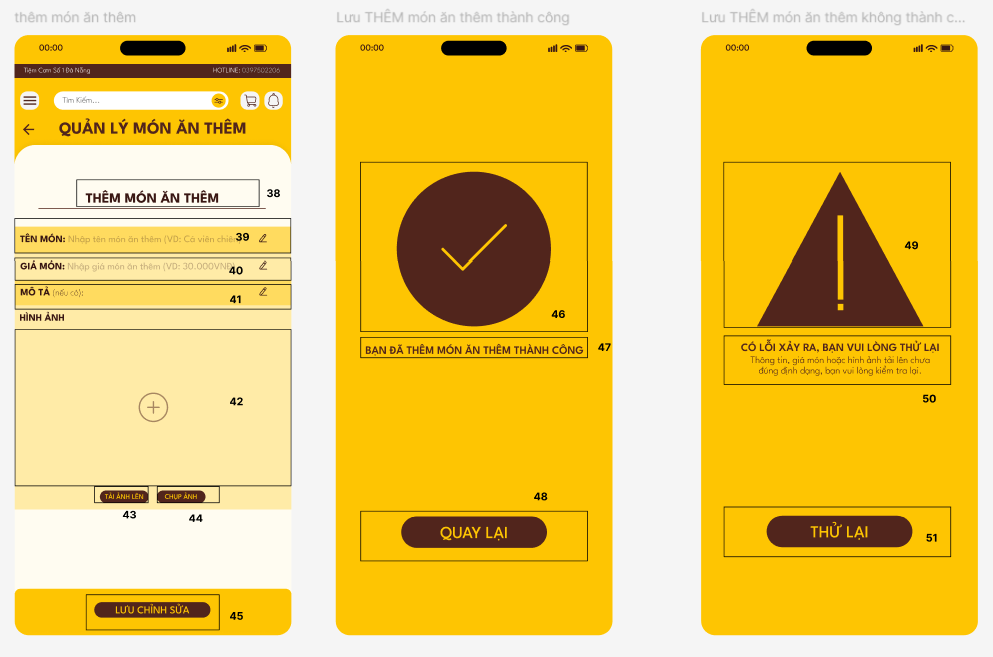 thêm món ăn thêm
00:00
Tiệm Cơm Số 1 Đà Nẵng
HOTLINE: 0397502206
Tìm Kiếm...
QUẢN LÝ MÓN ĂN THÊM
THÊM MÓN ĂN THÊM
38
TÊN MÓN: Nhập tên món ăn thêm (VD: Cá viên chiên)
39
GIÁ MÓN: Nhập giá món ăn thêm (VD: 30.000VNĐ)
40
MÔ TẢ (nếu có):
41
HÌNH ẢNH
42
TẢI ẢNH LÊN
CHỤP ẢNH
43
44
LƯU CHỈNH SỬA
45
Lưu THÊM món ăn thêm thành công
00:00
46
BẠN ĐÃ THÊM MÓN ĂN THÊM THÀNH CÔNG
47
48
QUAY LẠI
Lưu THÊM món ăn thêm không thành c...
00:00
49
CÓ LỖI XẢY RA, BẠN VUI LÒNG THỬ LẠI
Thông tin, giá món hoặc hình ảnh tải lên chưa
đúng định dạng, bạn vui lòng kiểm tra lại.
50
THỬ LẠI
51